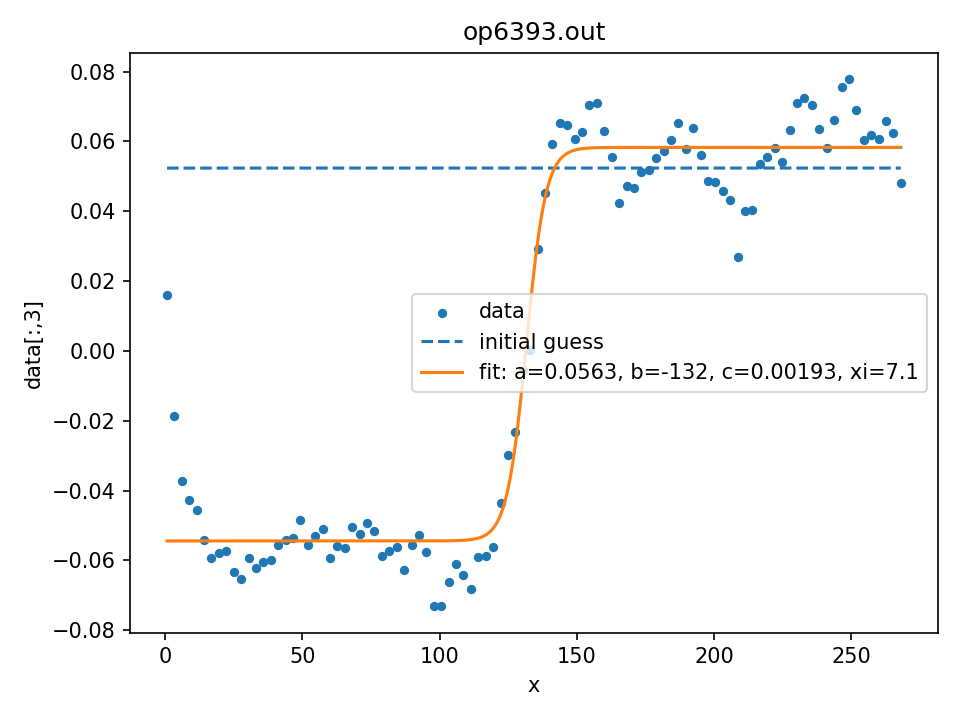 op6393.out
data[:,3]
0.08
0.06
0.04
0.02
0.00
−0.02
−0.04
−0.06
−0.08
data
initial guess
fit: a=0.0563, b=-132, c=0.00193, xi=7.1
0 50 100 150 200 250
x